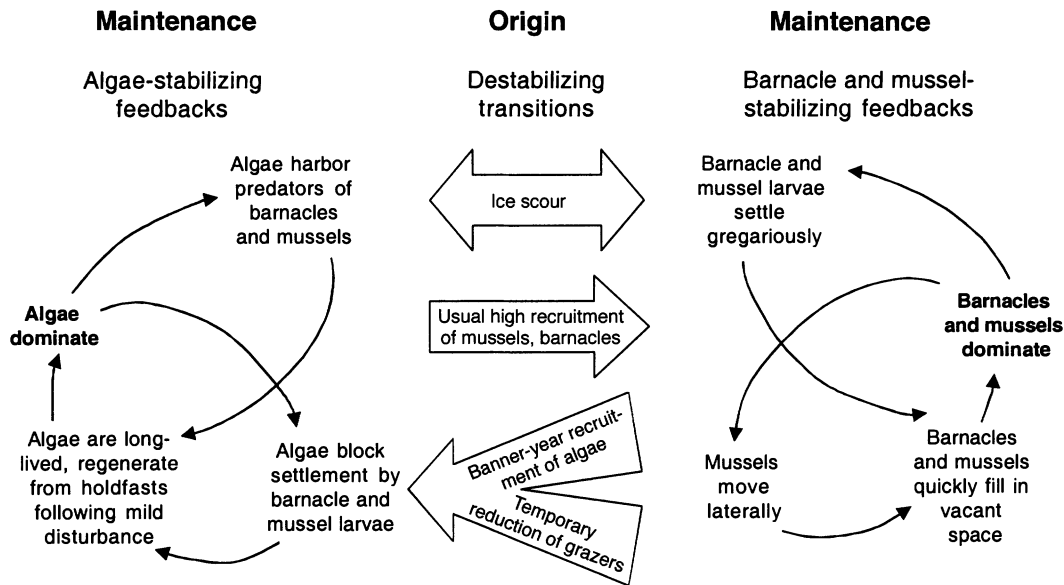 Maintenance
Algae-stabilizing
feedbacks
Algae harbor
predators of
barnacles
and mussels
Algae
dominate
Algae are long-
lived, regenerate
from holdfasts
following mild
disturbance
Algae block
settlement by
barnacle and
mussel larvae
Origin
Destabilizing
transitions
Ice scour
Usual high recruitment
of mussels, barnacles
Banner-year recruit-
ment of algae
Temporary
reduction of grazers
Maintenance
Barnacle and mussel-
stabilizing feedbacks
Barnacle and
mussel larvae
settle
gregariously
Barnacles
and mussels
dominate
Mussels
move
laterally
Barnacles
and mussels
quickly fill in
vacant
space